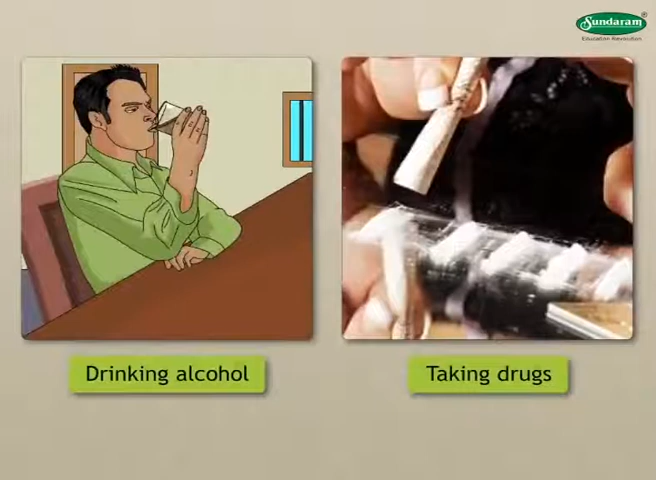 Sundaram
Education Revolution
Drinking alcohol
Taking drugs